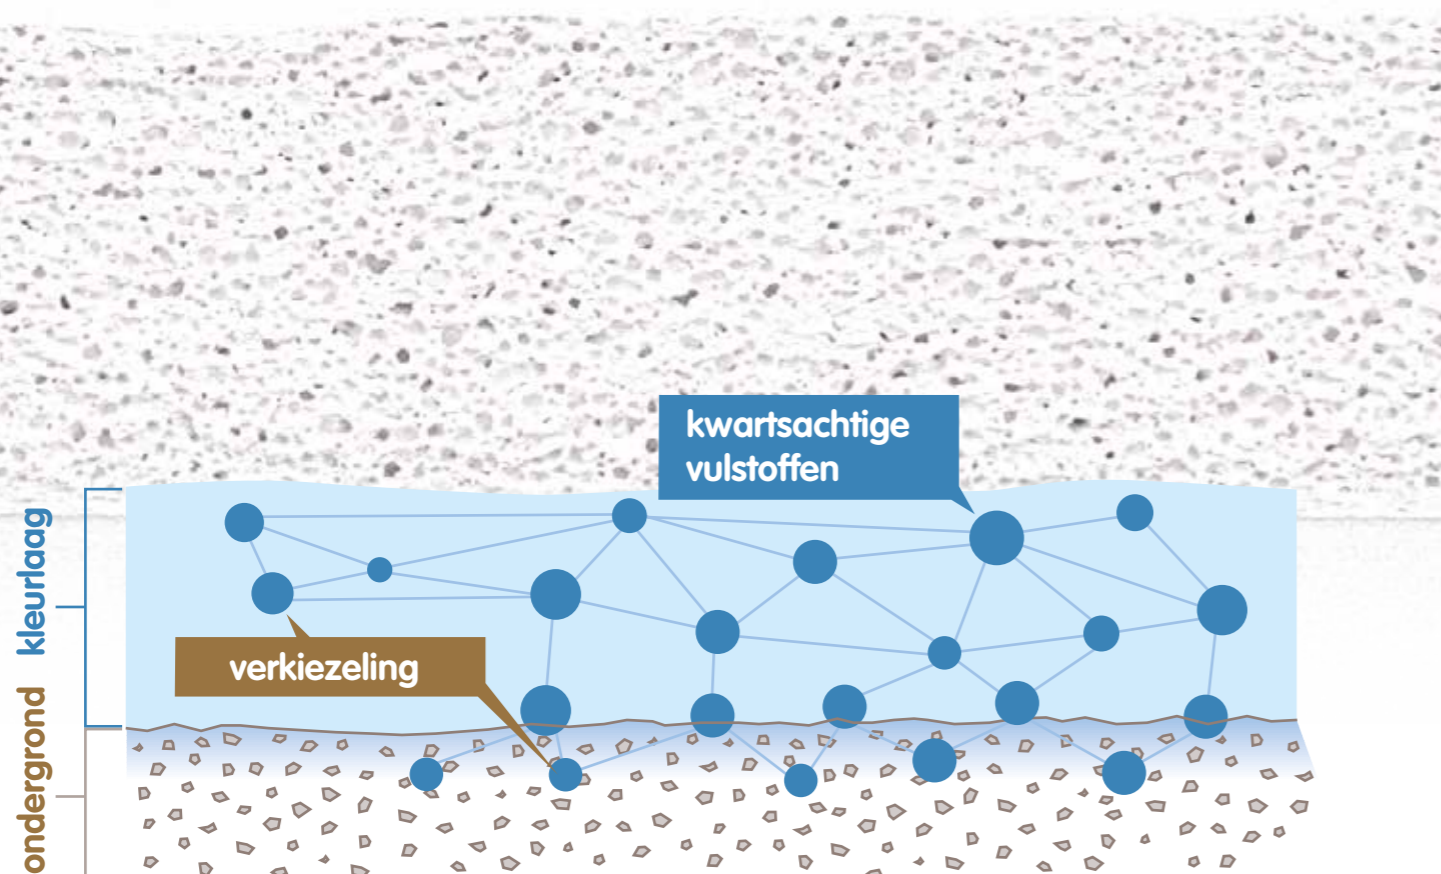 kwartsachtige
vulstoffen
kleurlaag
verkiezeling
ondergrond